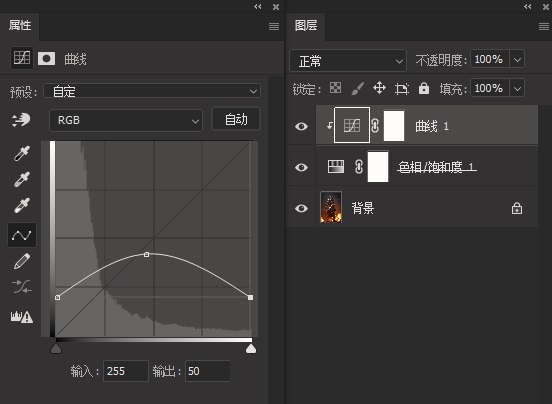 属性
曲线
预设: 自定
RGB
自动
输入: 255 输出: 50
图层
正常 不透明度: 100%
锁定: 填充: 100%
曲线 1
色相/饱和度 1
背景